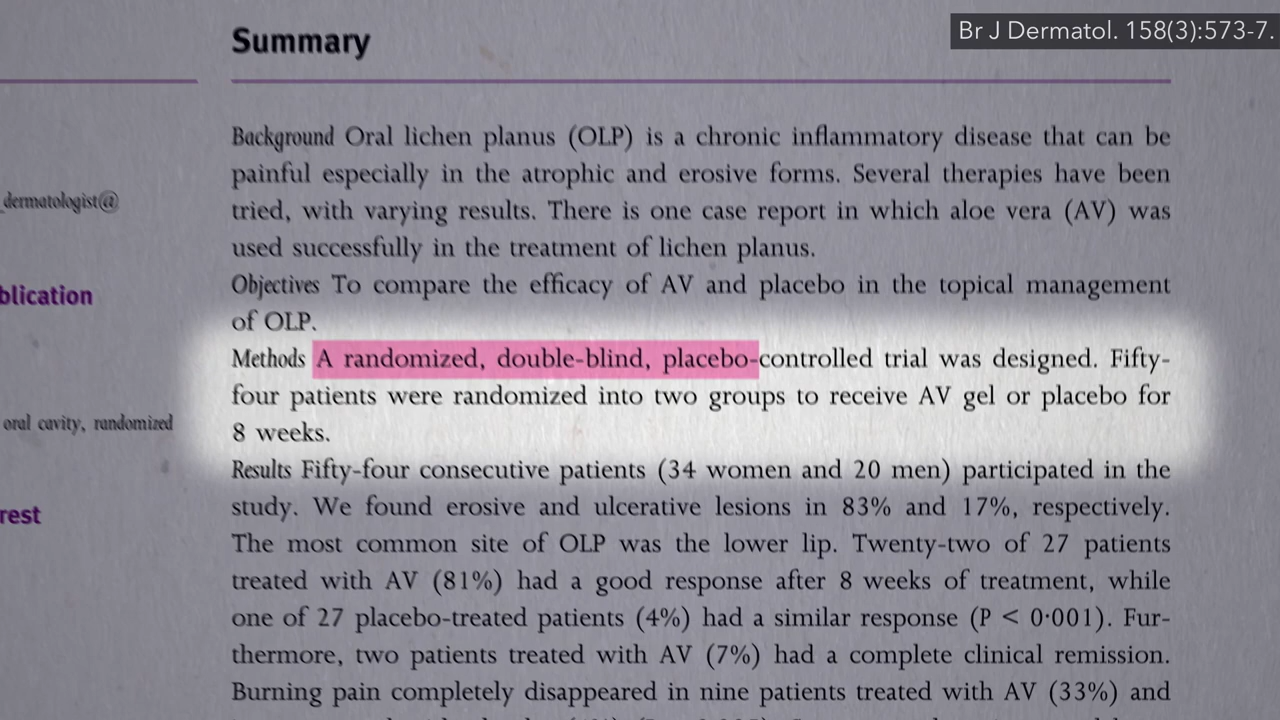 Br J Dermatol. 158(3):573-7.
Summary
_dermatologist@
blication
oral cavity, randomized
rest
Background Oral lichen planus (OLP) is a chronic inflammatory disease that can be
painful especially in the atrophic and erosive forms. Several therapies have been
tried, with varying results. There is one case report in which aloe vera (AV) was
used successfully in the treatment of lichen planus.
Objectives To compare the efficacy of AV and placebo in the topical management
of OLP.
Methods A randomized, double-blind, placebo-controlled trial was designed. Fifty-
four patients were randomized into two groups to receive AV gel or placebo for
8 weeks.
Results Fifty-four consecutive patients (34 women and 20 men) participated in the
study. We found erosive and ulcerative lesions in 83% and 17%, respectively.
The most common site of OLP was the lower lip. Twenty-two of 27 patients
treated with AV (81%) had a good response after 8 weeks of treatment, while
one of 27 placebo-treated patients (4%) had a similar response (P < 0·001). Fur-
thermore, two patients treated with AV (7%) had a complete clinical remission.
Burning pain completely disappeared in nine patients treated with AV (33%) and